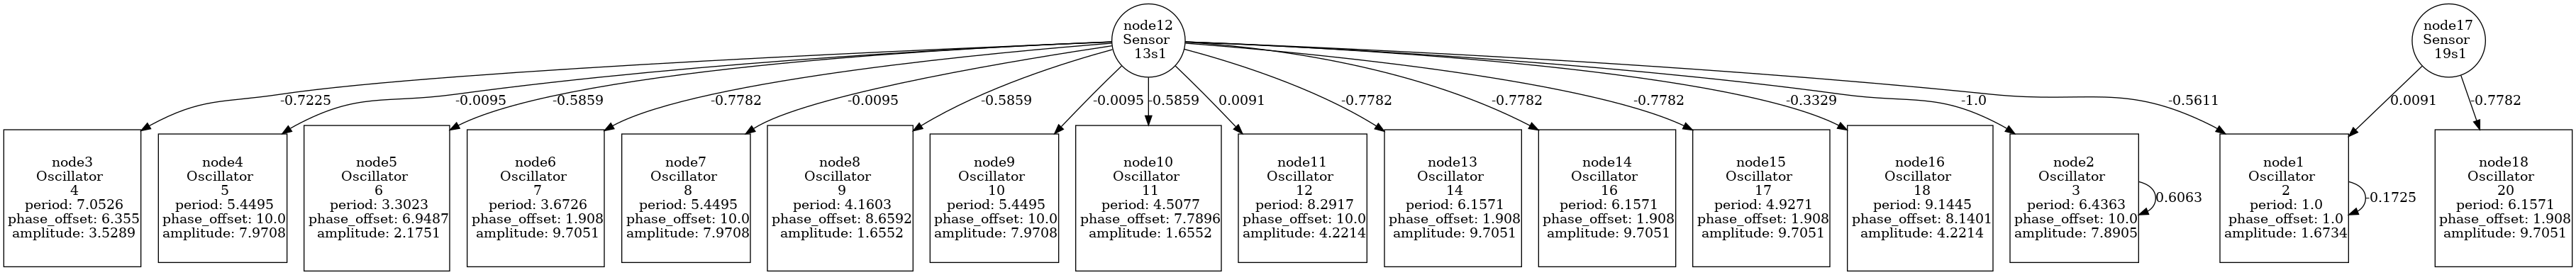 node12
Sensor
13s1
node17
Sensor
19s1
-0.7225
-0.0095
-0.5859
-0.7782
-0.0095
-0.5859
-0.0095
-0.5859
0.0091
-0.7782
-0.7782
-0.7782
-0.3329
-1.0
-0.5611
0.0091
-0.7782
node3
Oscillator
4
period: 7.0526
phase_offset: 6.355
amplitude: 3.5289
node4
Oscillator
5
period: 5.4495
phase_offset: 10.0
amplitude: 7.9708
node5
Oscillator
6
period: 3.3023
phase_offset: 6.9487
amplitude: 2.1751
node6
Oscillator
7
period: 3.6726
phase_offset: 1.908
amplitude: 9.7051
node7
Oscillator
8
period: 5.4495
phase_offset: 10.0
amplitude: 7.9708
node8
Oscillator
9
period: 4.1603
phase_offset: 8.6592
amplitude: 1.6552
node9
Oscillator
10
period: 5.4495
phase_offset: 10.0
amplitude: 7.9708
node10
Oscillator
11
period: 4.5077
phase_offset: 7.7896
amplitude: 1.6552
node11
Oscillator
12
period: 8.2917
phase_offset: 10.0
amplitude: 4.2214
node13
Oscillator
14
period: 6.1571
phase_offset: 1.908
amplitude: 9.7051
node14
Oscillator
16
period: 6.1571
phase_offset: 1.908
amplitude: 9.7051
node15
Oscillator
17
period: 4.9271
phase_offset: 1.908
amplitude: 9.7051
node16
Oscillator
18
period: 9.1445
phase_offset: 8.1401
amplitude: 4.2214
node2
Oscillator
3
period: 6.4363
phase_offset: 10.0
amplitude: 7.8905
0.6063
node1
Oscillator
2
period: 1.0
phase_offset: 1.0
amplitude: 1.6734
-0.1725
node18
Oscillator
20
period: 6.1571
phase_offset: 1.908
amplitude: 9.7051